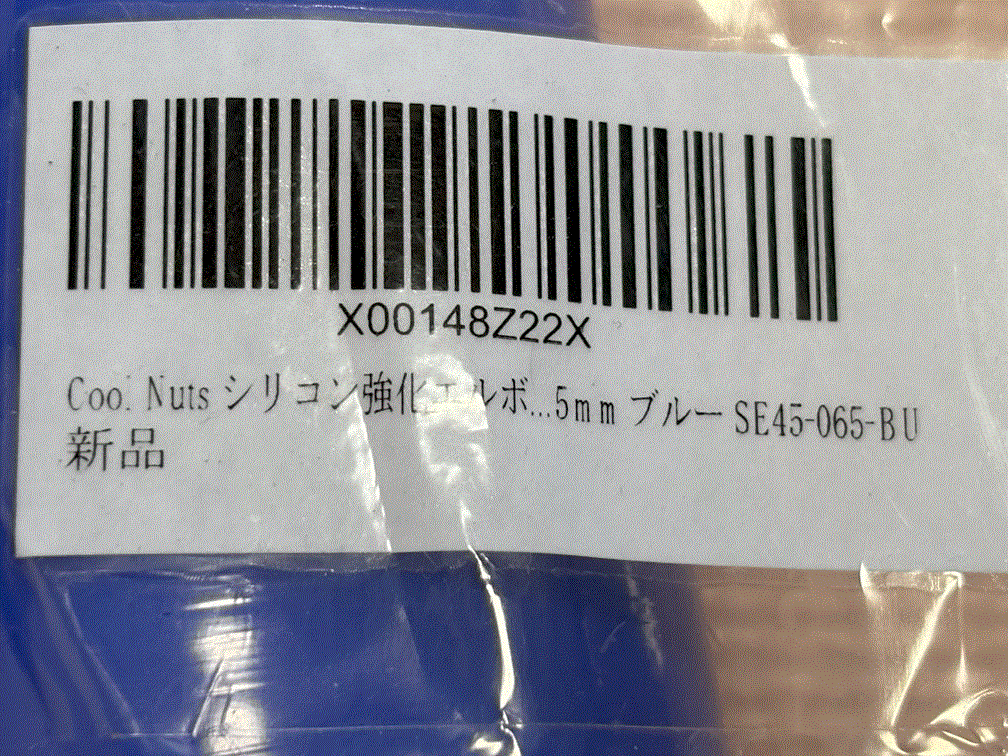 X00148Z22X
Cool Nuts シリコン強化エルボ...5mm ブルー SE45-065-BU
新品